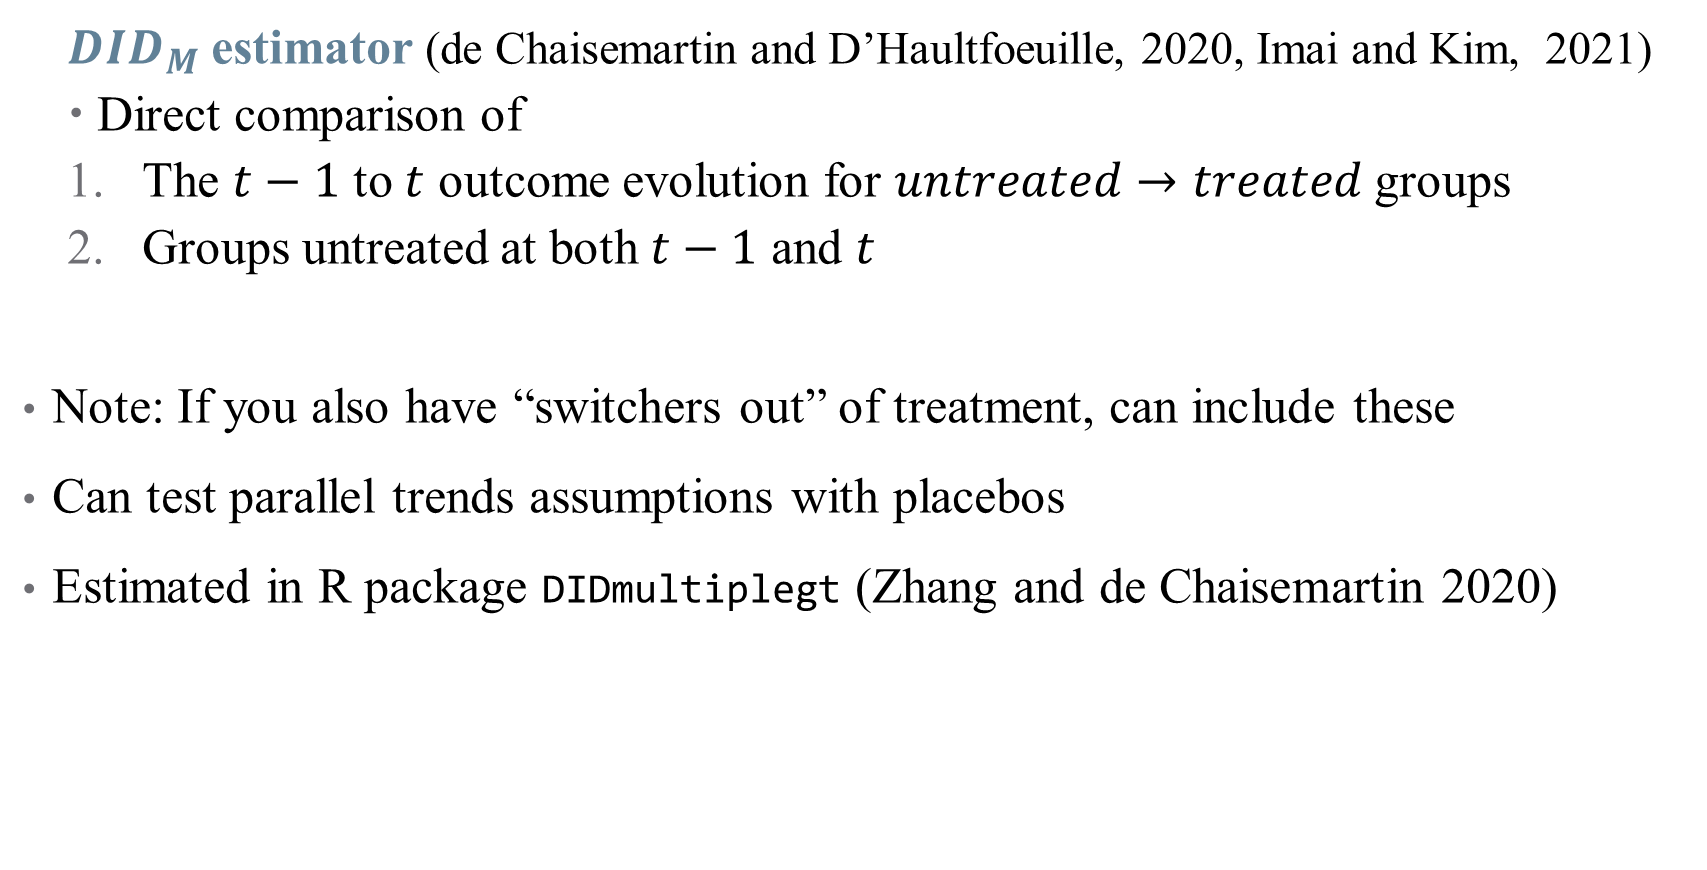 DID_M estimator (de Chaisemartin and D’Haultfoeuille, 2020, Imai and Kim, 2021)
• Direct comparison of
1. The t − 1 to t outcome evolution for untreated → treated groups
2. Groups untreated at both t − 1 and t
• Note: If you also have “switchers out” of treatment, can include these
• Can test parallel trends assumptions with placebos
• Estimated in R package DIDmultiplegt (Zhang and de Chaisemartin 2020)